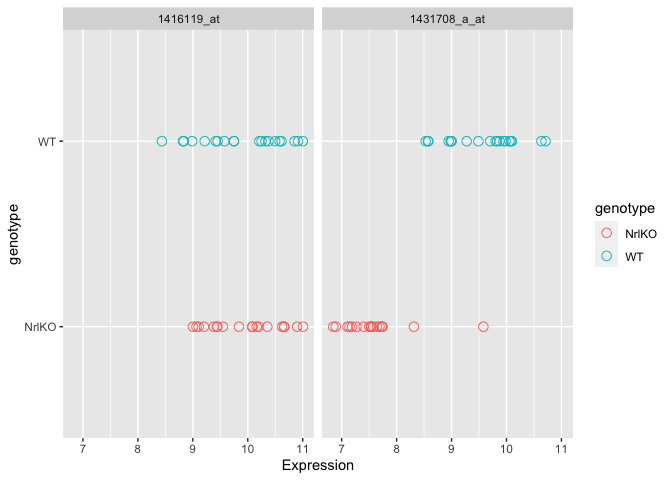 1416119_at
1431708_a_at
genotype
WT
NrlKO
7 8 9 10 11
7 8 9 10 11
Expression
genotype
NrlKO
WT